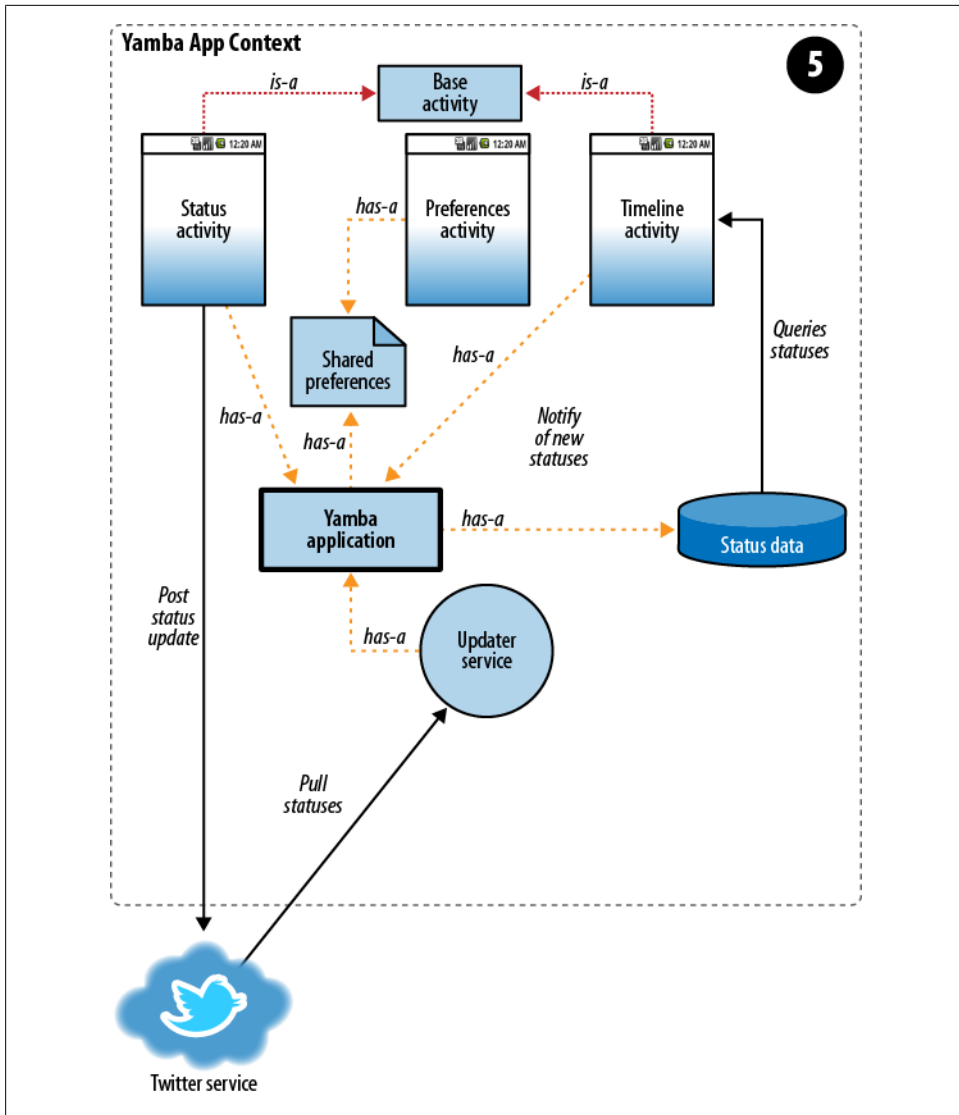 Yamba App Context
5
is-a
Base
activity
is-a
12:20 AM
12:20 AM
12:20 AM
Status
activity
has-a
Preferences
activity
Timeline
activity
Shared
preferences
has-a
Queries
statuses
has-a
has-a
Notify
of new
statuses
Yamba
application
has-a
Status data
Post
status
update
has-a
Updater
service
Pull
statuses
Twitter service